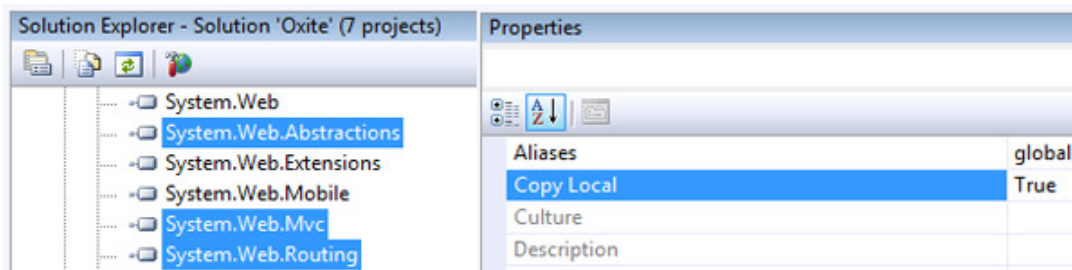 Solution Explorer - Solution 'Oxite' (7 projects)
System.Web
System.Web.Abstractions
System.Web.Extensions
System.Web.Mobile
System.Web.Mvc
System.Web.Routing
Properties
A
Z
Aliases global
Copy Local True
Culture
Description